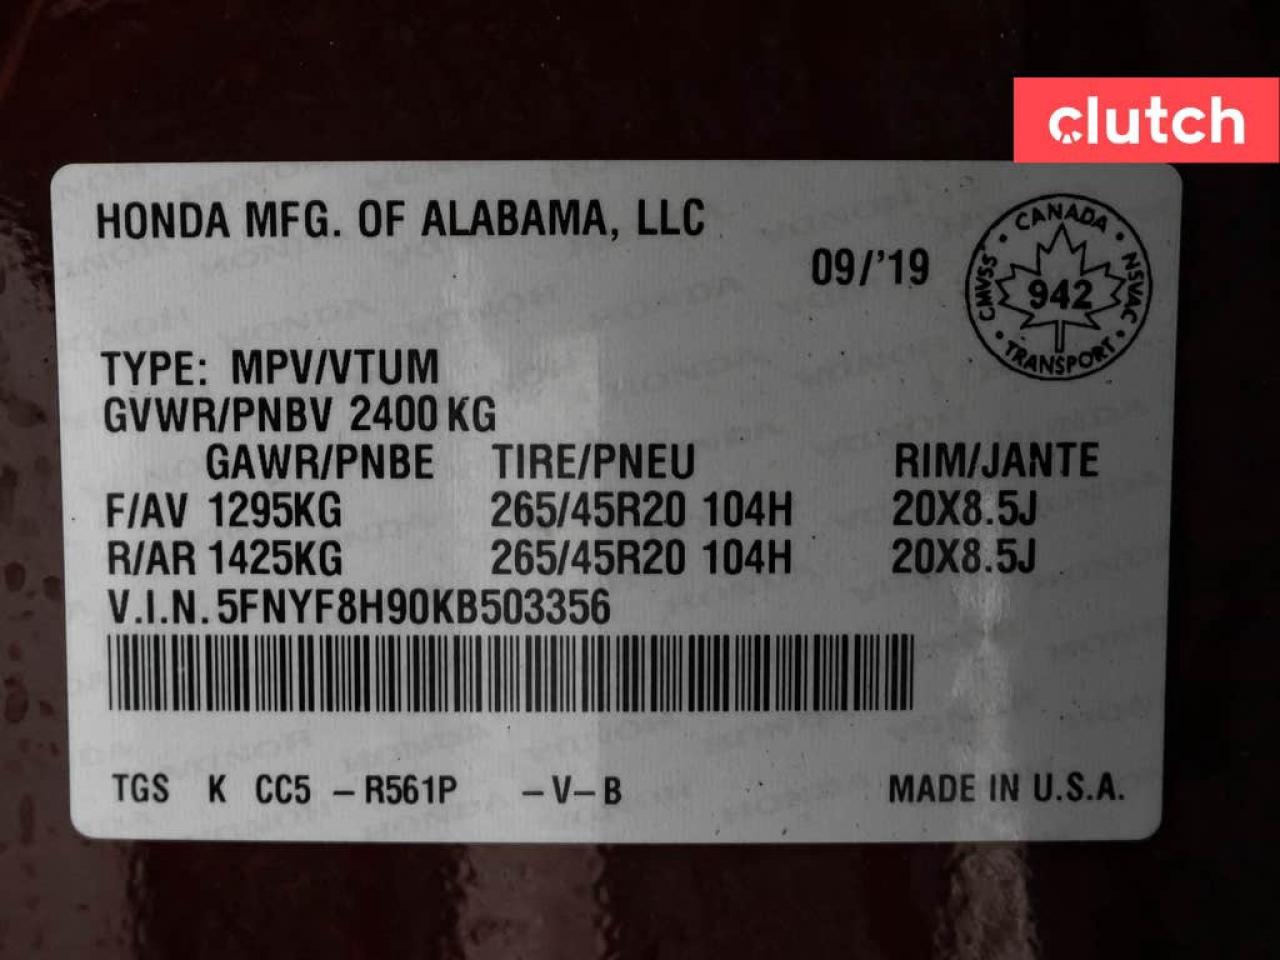 clutch
HONDA MFG. OF ALABAMA, LLC
09/'19
CANADA
CMVSS
NSVAC
942
TRANSPORT
TYPE: MPV/VTUM
GVWR/PNBV 2400 KG
GAWR/PNBE TIRE/PNEU RIM/JANTE
F/AV 1295KG 265/45R20 104H 20X8.5J
R/AR 1425KG 265/45R20 104H 20X8.5J
V.I.N. 5FNYF8H90KB503356
TGS K CC5 – R561P – V – B MADE IN U.S.A.